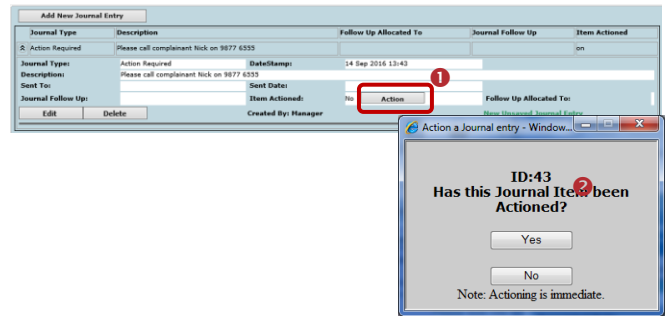 Add New Journal Entry
Journal Type Description Follow Up Allocated To Journal Follow Up Item Actioned
Action Required Please call complainant Nick on 9877 6555 on
Journal Type: Action Required DateStamp: 14 Sep 2016 13:43
Description: Please call complainant Nick on 9877 6555
Sent To: Sent Date:
Journal Follow Up: Item Actioned: No Action Follow Up Allocated To:
Edit Delete Created By: Manager New Unsaved Journal Entry
1
Action a Journal entry - Window...
ID:43
Has this Journal Item been
Actioned?
2
Yes
No
Note: Actioning is immediate.